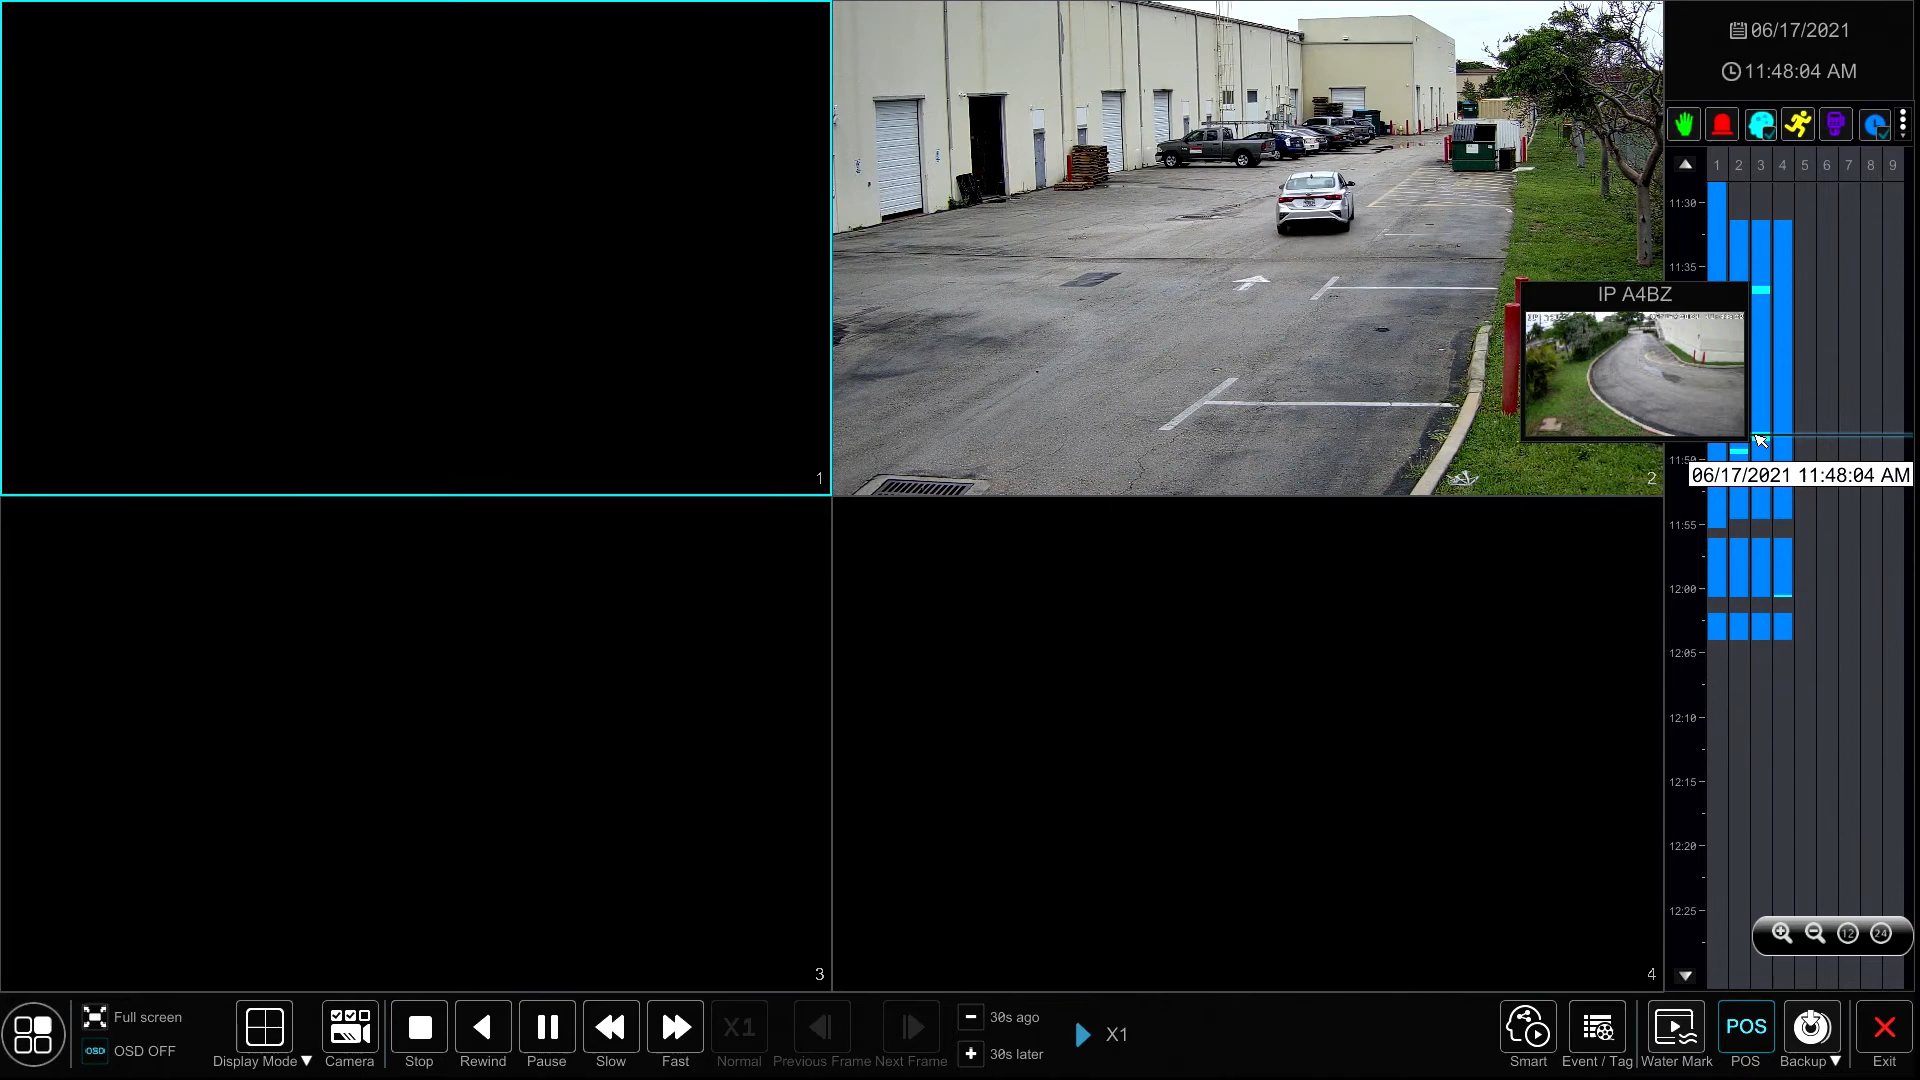 06/17/2021
11:48:04 AM
1 2 3 4 5 6 7 8 9
11:30
11:35
IP A4BZ
11:50
06/17/2021 11:48:04 AM
11:55
12:00
12:05
12:10
12:15
12:20
12:25
12 24
1
2
3
4
Full screen
OSD OSD OFF
Display Mode
Camera
Stop
Rewind
Pause
Slow
Fast
X1
Normal
Previous Frame
Next Frame
30s ago
30s later
X1
Smart
Event / Tag
Water Mark
POS
POS
Backup
Exit